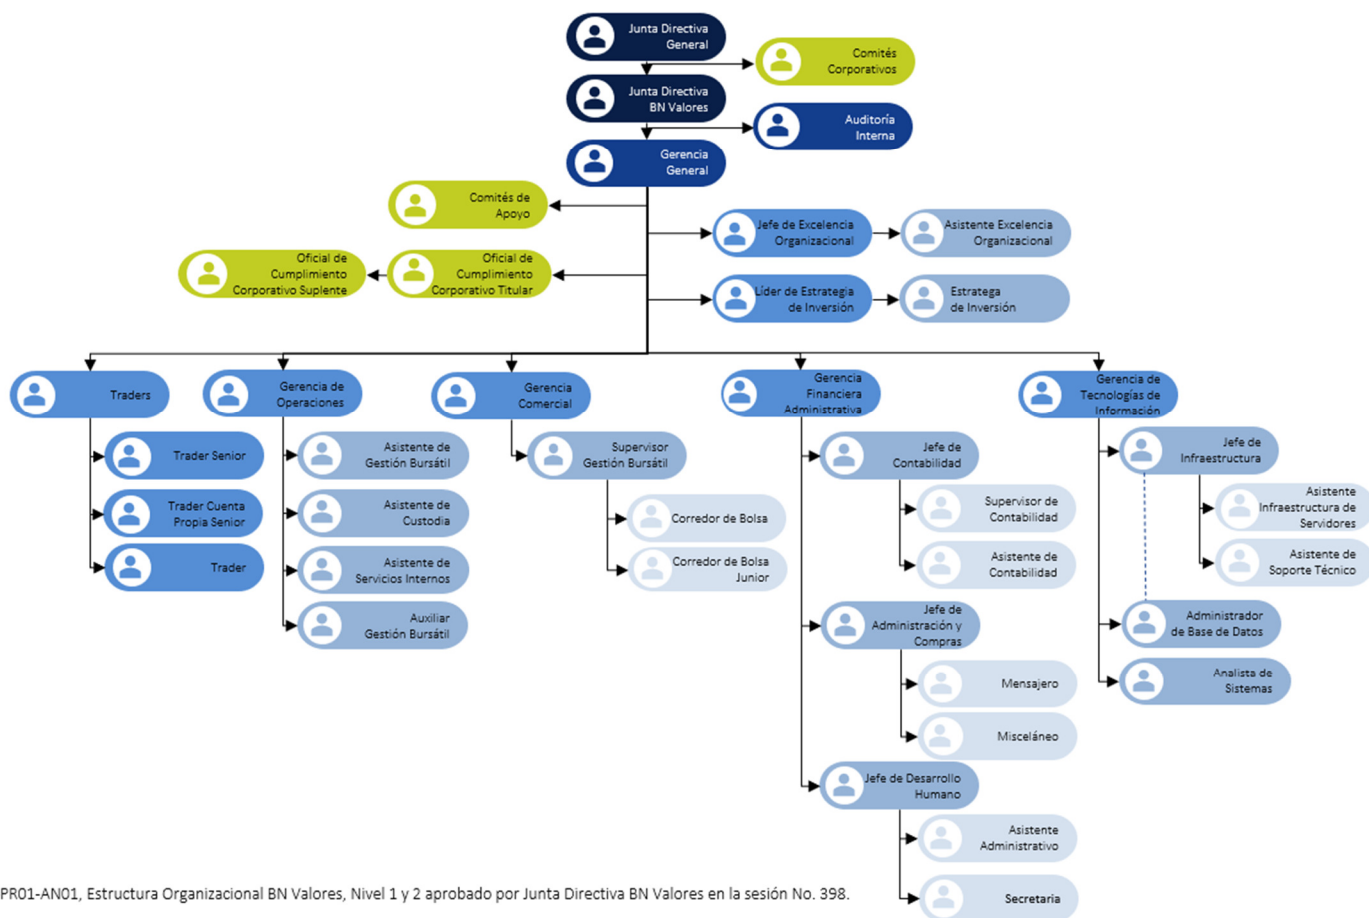 Junta Directiva
General
Comités
Corporativos
Junta Directiva
BN Valores
Auditoría
Interna
Gerencia
General
Comités de
Apoyo
Jefe de Excelencia
Organizacional
Asistente Excelencia
Organizacional
Oficial de
Cumplimiento
Corporativo Suplente
Oficial de
Cumplimiento
Corporativo Titular
Líder de Estrategia
de Inversión
Estratega
de Inversión
Traders
Gerencia de
Operaciones
Gerencia
Comercial
Gerencia
Financiera
Administrativa
Gerencia de
Tecnologías de
Información
Trader Senior
Trader Cuenta
Propia Senior
Trader
Asistente de
Gestión Bursátil
Asistente de
Custodia
Asistente de
Servicios Internos
Auxiliar
Gestión Bursátil
Supervisor
Gestión Bursátil
Corredor de Bolsa
Corredor de Bolsa
Junior
Jefe de
Contabilidad
Supervisor de
Contabilidad
Asistente de
Contabilidad
Jefe de
Administración y
Compras
Mensajero
Misceláneo
Jefe de Desarrollo
Humano
Asistente
Administrativo
Secretaria
Jefe de
Infraestructura
Asistente
Infraestructura de
Servidores
Asistente de
Soporte Técnico
Administrador
de Base de Datos
Analista de
Sistemas
PR01-AN01, Estructura Organizacional BN Valores, Nivel 1 y 2 aprobado por Junta Directiva BN Valores en la sesión No. 398.